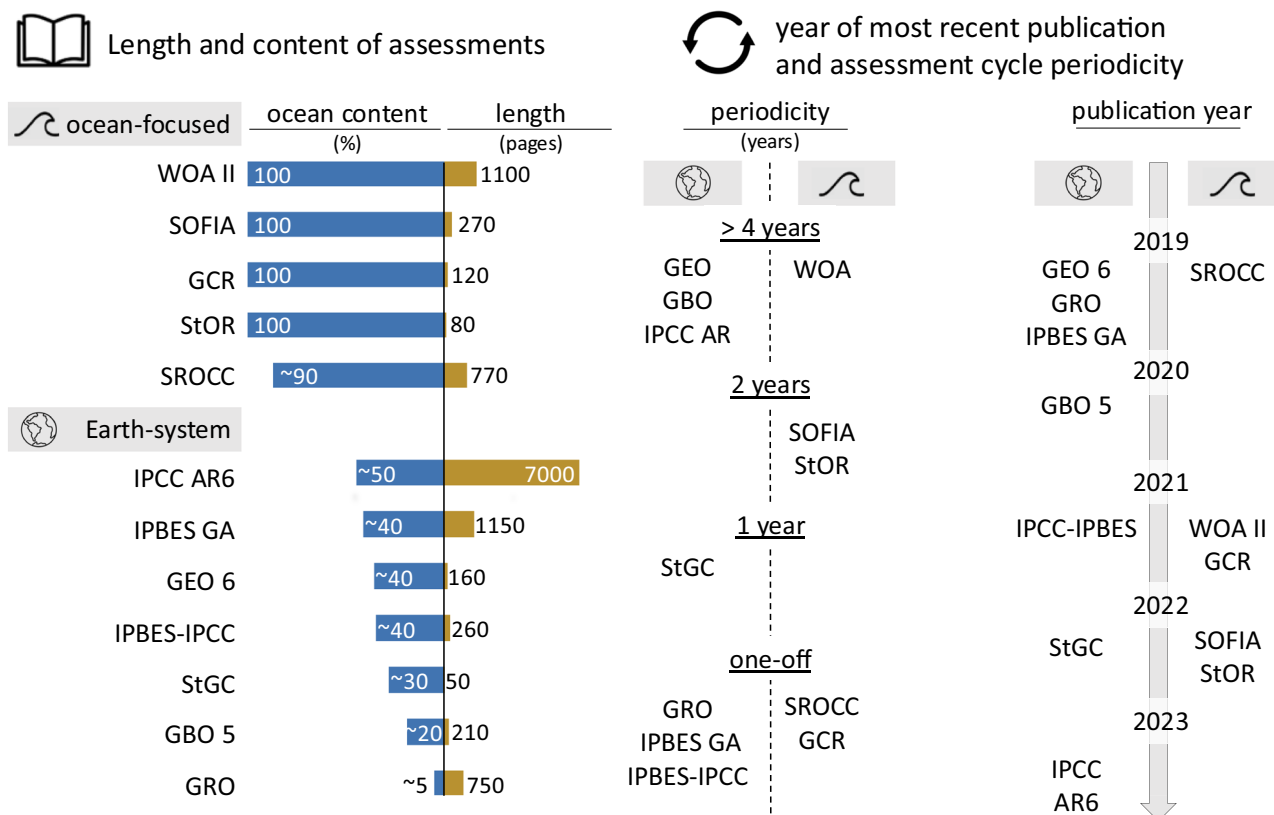 Length and content of assessments
ocean-focused
ocean content
(%)
length
(pages)
WOA II 100 1100
SOFIA 100 270
GCR 100 120
StOR 100 80
SROCC ~90 770
Earth-system
IPCC AR6 ~50 7000
IPBES GA ~40 1150
GEO 6 ~40 160
IPBES-IPCC ~40 260
StGC ~30 50
GBO 5 ~20 210
GRO ~5 750
year of most recent publication
and assessment cycle periodicity
periodicity
(years)
> 4 years
GEO WOA
GBO
IPCC AR
2 years
SOFIA
StOR
1 year
StGC
one-off
GRO SROCC
IPBES GA GCR
IPBES-IPCC
publication year
2019
GEO 6 SROCC
GRO
IPBES GA
2020
GBO 5
2021
IPCC-IPBES WOA II
GCR
2022
StGC SOFIA
StOR
2023
IPCC
AR6